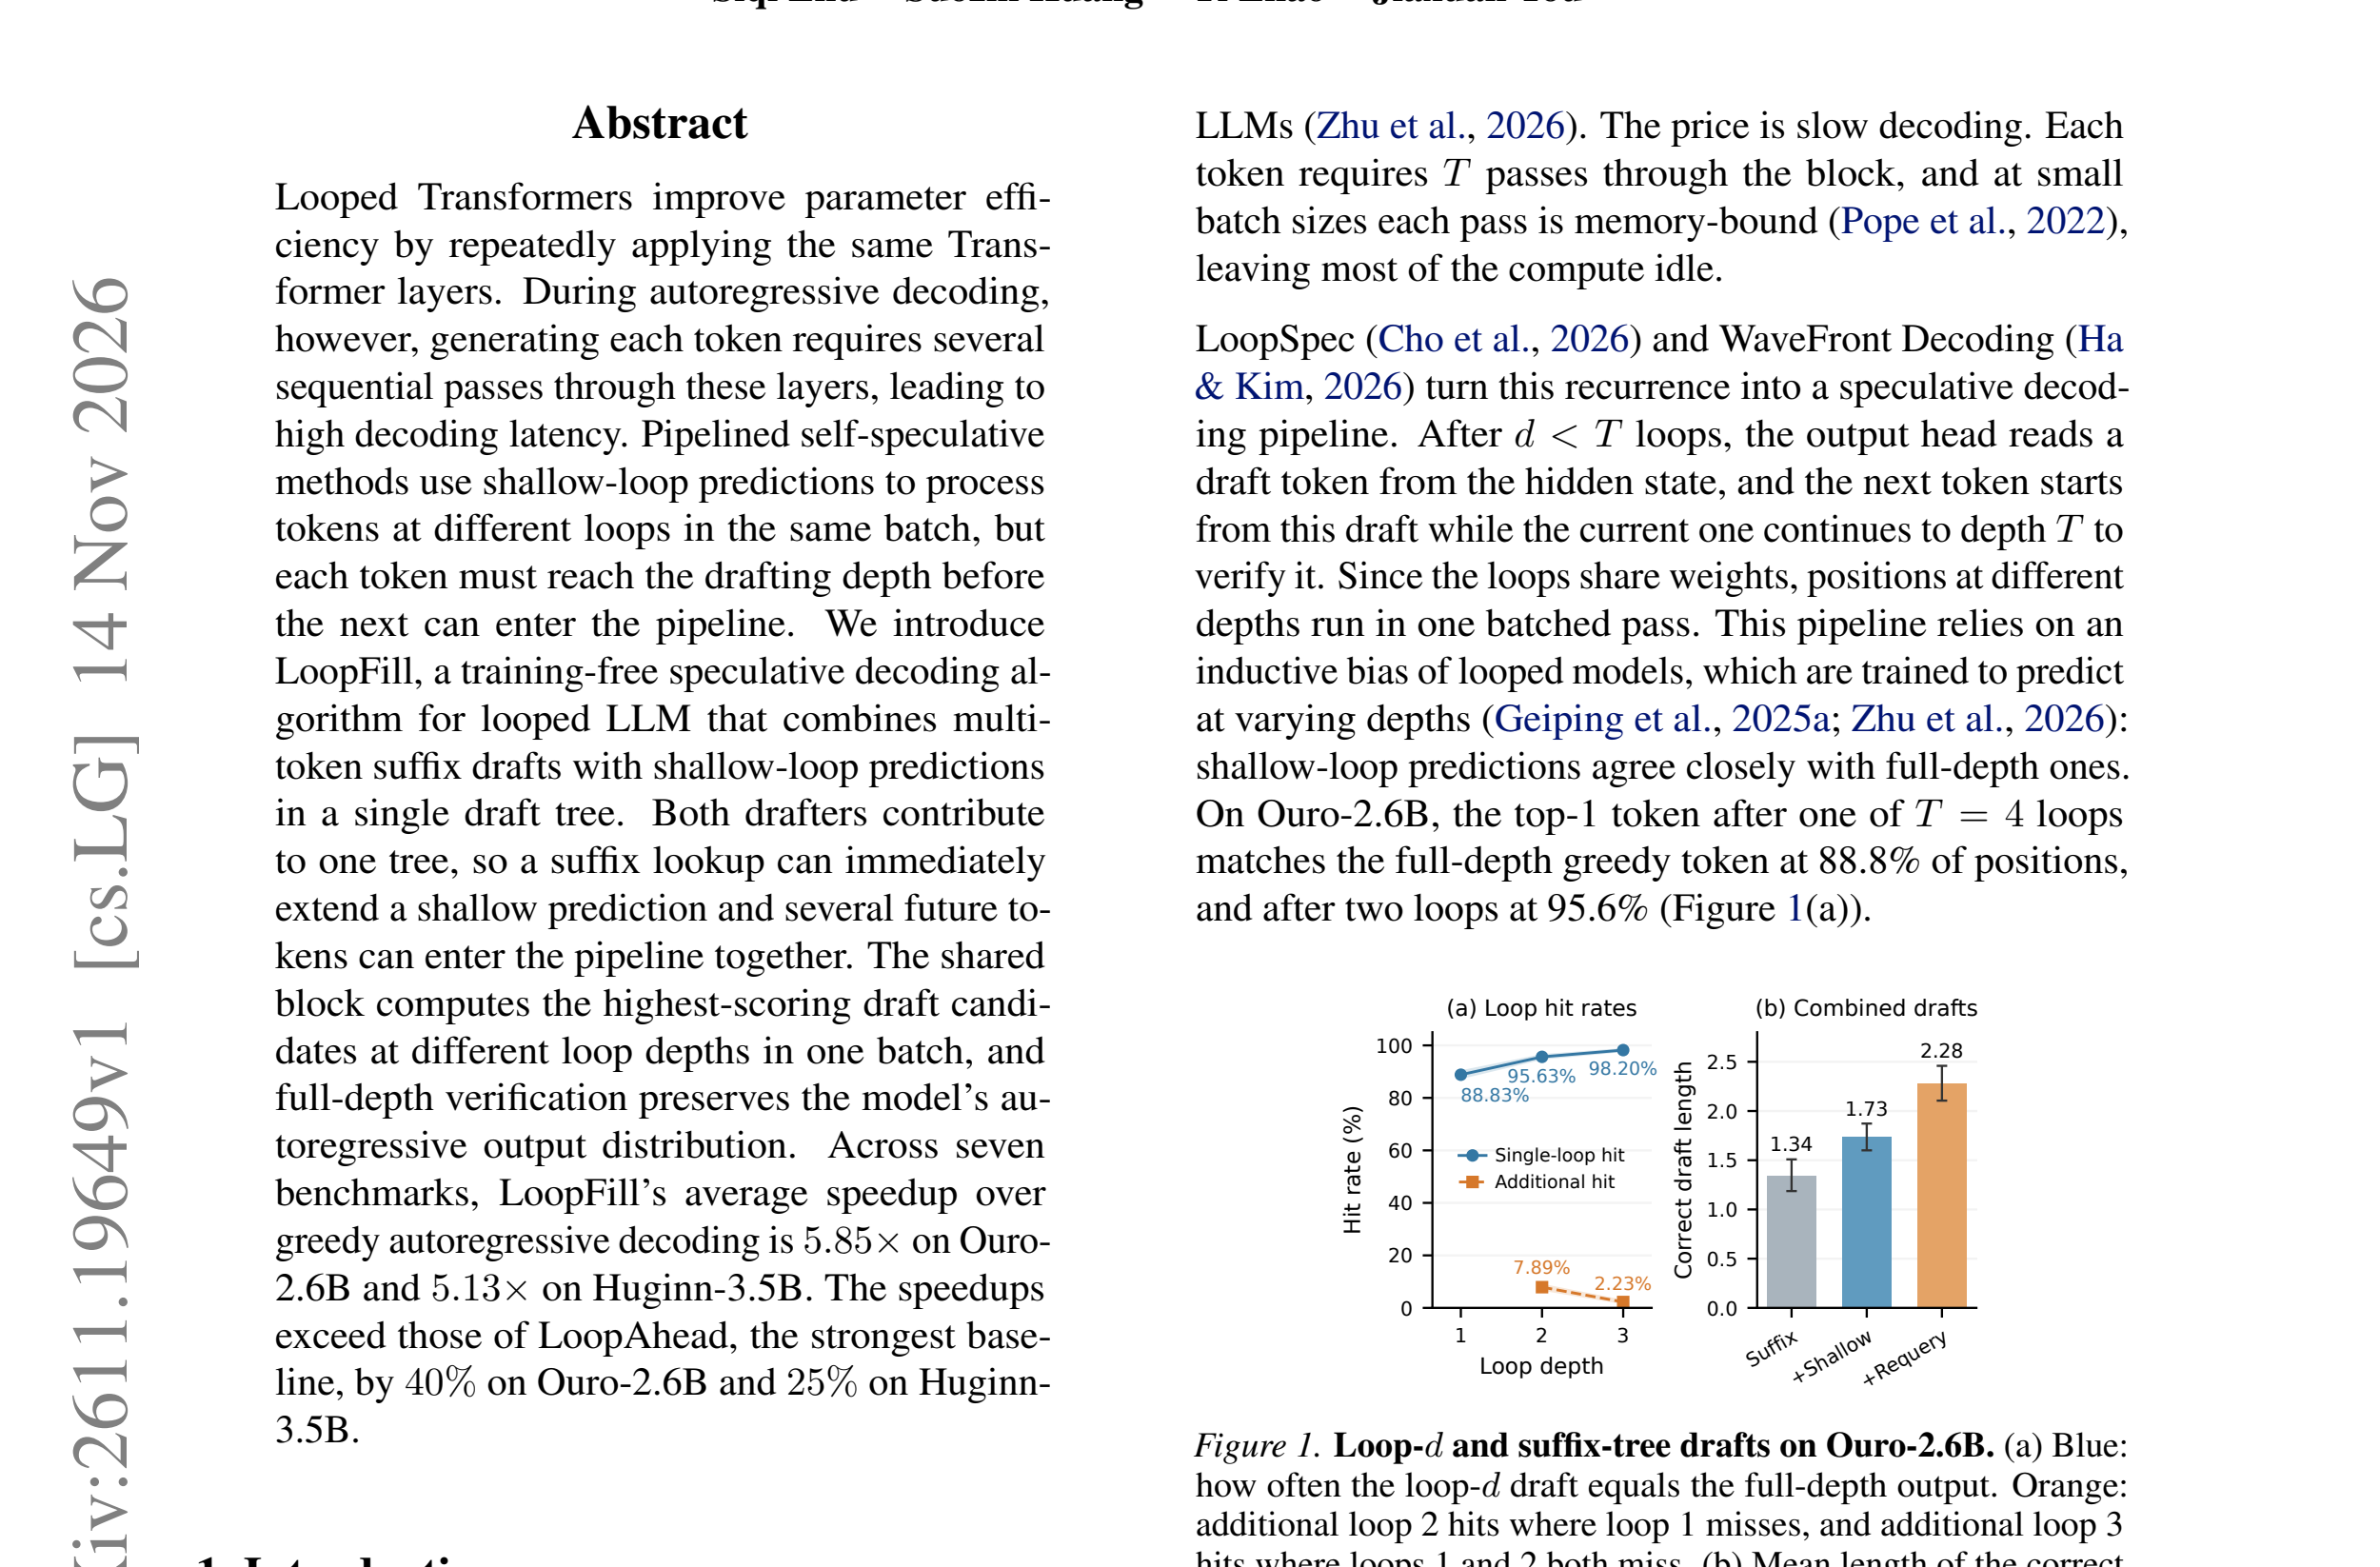 Abstract
Looped Transformers improve parameter effi-
ciency by repeatedly applying the same Trans-
former layers. During autoregressive decoding,
however, generating each token requires several
sequential passes through these layers, leading to
high decoding latency. Pipelined self-speculative
methods use shallow-loop predictions to process
tokens at different loops in the same batch, but
each token must reach the drafting depth before
the next can enter the pipeline. We introduce
LoopFill, a training-free speculative decoding al-
gorithm for looped LLM that combines multi-
token suffix drafts with shallow-loop predictions
in a single draft tree. Both drafters contribute
to one tree, so a suffix lookup can immediately
extend a shallow prediction and several future to-
kens can enter the pipeline together. The shared
block computes the highest-scoring draft candi-
dates at different loop depths in one batch, and
full-depth verification preserves the model's au-
toregressive output distribution. Across seven
benchmarks, LoopFill's average speedup over
greedy autoregressive decoding is 5.85× on Ouro-
2.6B and 5.13× on Huginn-3.5B. The speedups
exceed those of LoopAhead, the strongest base-
line, by 40% on Ouro-2.6B and 25% on Huginn-
3.5B.
LLMs (Zhu et al., 2026). The price is slow decoding. Each
token requires T passes through the block, and at small
batch sizes each pass is memory-bound (Pope et al., 2022),
leaving most of the compute idle.
LoopSpec (Cho et al., 2026) and WaveFront Decoding (Ha
& Kim, 2026) turn this recurrence into a speculative decod-
ing pipeline. After d < T loops, the output head reads a
draft token from the hidden state, and the next token starts
from this draft while the current one continues to depth T to
verify it. Since the loops share weights, positions at different
depths run in one batched pass. This pipeline relies on an
inductive bias of looped models, which are trained to predict
at varying depths (Geiping et al., 2025a; Zhu et al., 2026):
shallow-loop predictions agree closely with full-depth ones.
On Ouro-2.6B, the top-1 token after one of T = 4 loops
matches the full-depth greedy token at 88.8% of positions,
and after two loops at 95.6% (Figure 1(a)).
(a) Loop hit rates
Hit rate (%)
100
80
60
40
20
0
88.83%
95.63%
98.20%
Single-loop hit
Additional hit
7.89%
2.23%
1
2
3
Loop depth
(b) Combined drafts
Correct draft length
2.5
2.0
1.5
1.0
0.5
0.0
1.34
1.73
2.28
Suffix
+Shallow
+Requery
Figure 1. Loop-d and suffix-tree drafts on Ouro-2.6B. (a) Blue:
how often the loop-d draft equals the full-depth output. Orange:
additional loop 2 hits where loop 1 misses, and additional loop 3
hits where loops 1 and 2 both miss. (b) Mean length of the correct
Xiv:2611.19649v1 [cs.LG] 14 Nov 2026